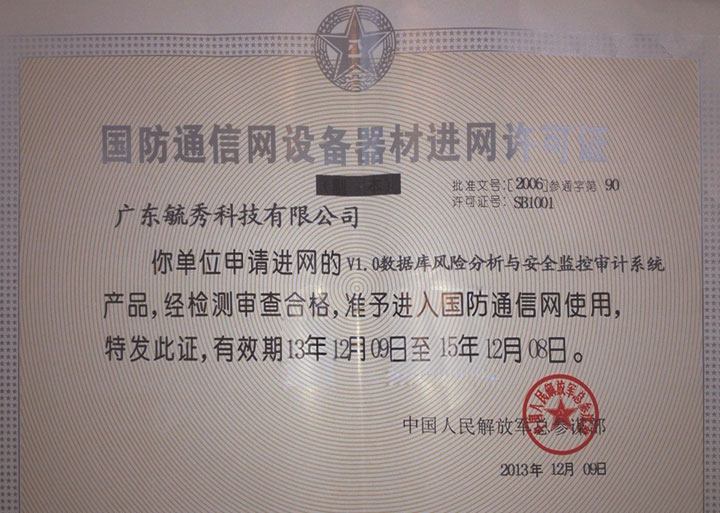 国防通信网设备器材进网许可证
批准文号:[2006]参通字第 90
许可证号: SB1001
广东毓秀科技有限公司
你单位申请进网的 V1.0数据库风险分析与安全监控审计系统
产品,经检测审查合格,准予进入国防通信网使用,
特发此证,有效期13年12月09日至15年12月08日。
中国人民解放军总参谋部
2013年 12月 09日